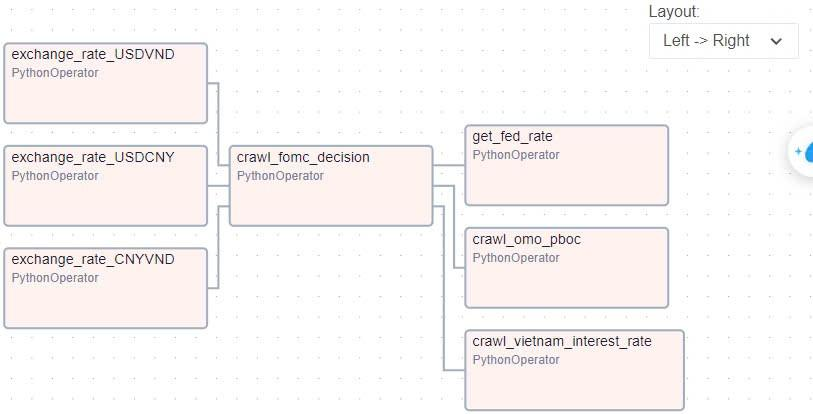 Layout:
Left -> Right
exchange_rate_USDVND
PythonOperator
exchange_rate_USDCNY
PythonOperator
exchange_rate_CNYVND
PythonOperator
crawl_fomc_decision
PythonOperator
get_fed_rate
PythonOperator
crawl_omo_pboc
PythonOperator
crawl_vietnam_interest_rate
PythonOperator